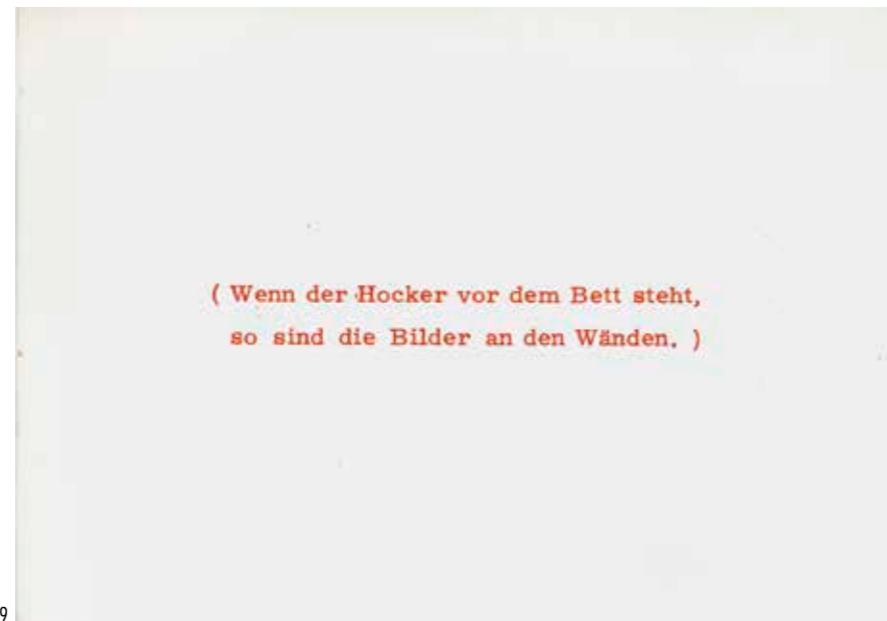 ( Wenn der Hocker vor dem Bett steht,
so sind die Bilder an den Wänden. )
9